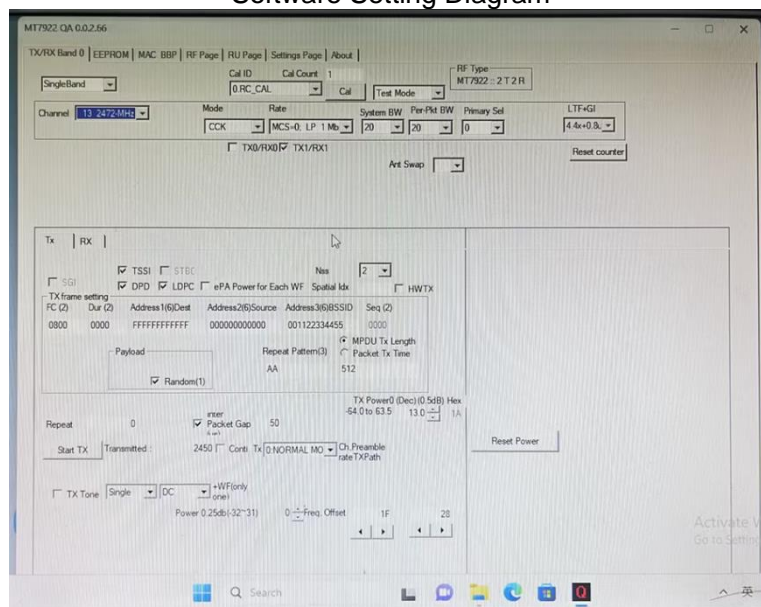 Software Setting Diagram
MT7922 QA 0.0.2.66
TX/RX Band 0 EEPROM MAC BBP RF Page RU Page Settings Page About
Cal ID Cal Count 1 RF Type
SingleBand 0.RC_CAL Cal Test Mode MT7922 :: 2 T 2 R
Mode Rate System BW Per-Pkt BW Primary Sel LTF+GI
Channel 13 2472-MHz CCK MCS=0: LP 1 Mb 20 20 0
TX0/RX0 TX1/RX1 Reset counter
Ant Swap
Tx RX
TSSI STBC Nss 2
SGI DPD LDPC ePA Power for Each WF Spatial Idx HWTX
TX frame setting
FC (2) Dur (2) Address1(6)Dest Address2(6)Source Address3(6)BSSID Seq (2)
0800 0000 FFFFFFFFFFFF 000000000000 001122334455 0000
MPDU Tx Length
Payload Repeat Pattern(3) Packet Tx Time
AA 512
Random(1)
TX Power0 (Dec)(0.5dB) Hex
-64.0 to 63.5 13.0 1A
Repeat 0 Packet Gap 50
Reset Power
Start TX Transmitted : 2450 Conti Tx 0:NORMAL MO Ch.Preamble
rate TXPath
TX Tone Single DC +WF(only
one)
Power 0.25db(-32~31) 0 Freq. Offset 1F 28
Activate
Go to
Search
英